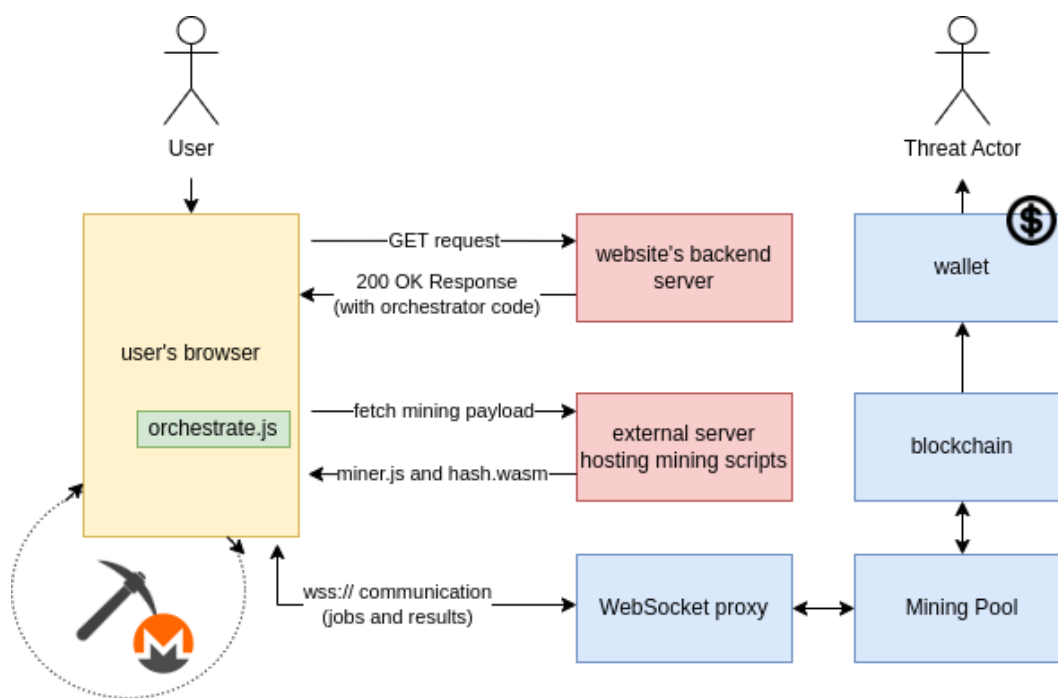 User
Threat Actor
GET request
website's backend
server
wallet
200 OK Response
(with orchestrator code)
user's browser
orchestrate.js
fetch mining payload
external server
hosting mining scripts
blockchain
miner.js and hash.wasm
wss:// communication
(jobs and results)
WebSocket proxy
Mining Pool